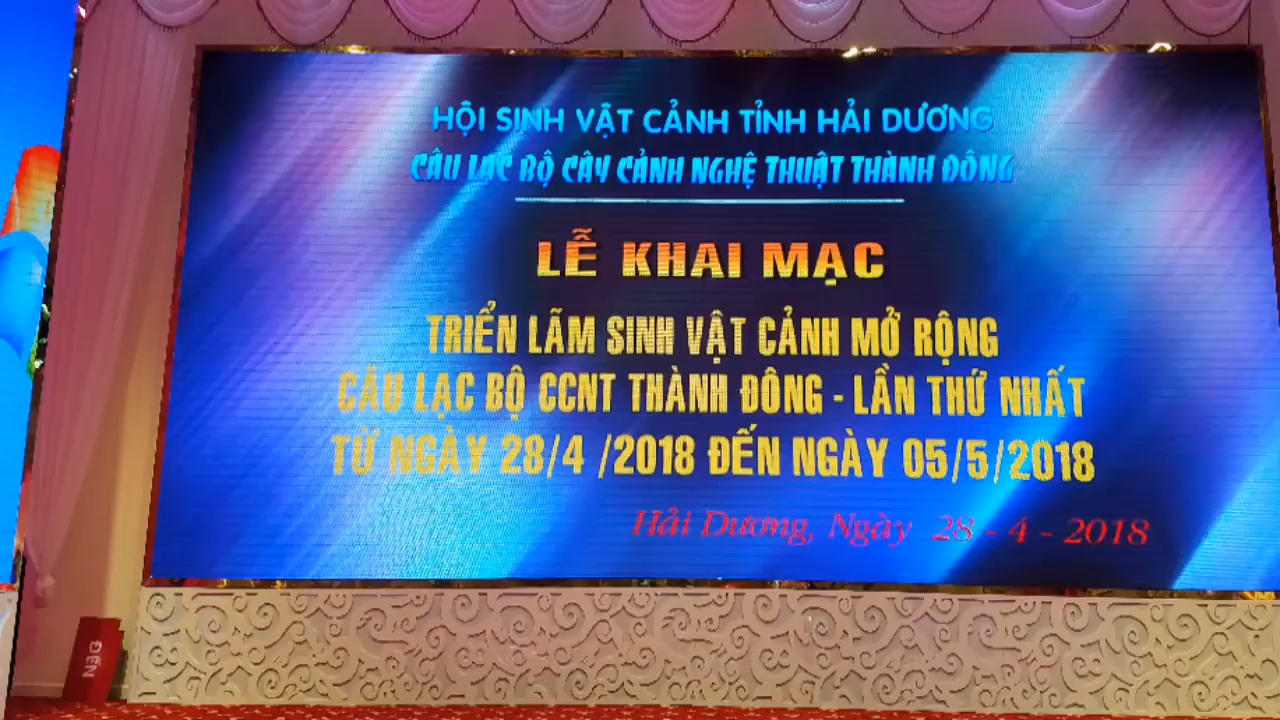 HỘI SINH VẬT CẢNH TỈNH HẢI DƯƠNG
CÂU LẠC BỘ CÂY CẢNH NGHỆ THUẬT THÀNH ĐÔNG
LỄ KHAI MẠC
TRIỂN LÃM SINH VẬT CẢNH MỞ RỘNG
CÂU LẠC BỘ CCNT THÀNH ĐÔNG - LẦN THỨ NHẤT
TỪ NGÀY 28/4 /2018 ĐẾN NGÀY 05/5/2018
Hải Dương, Ngày 28 - 4 - 2018
ĐẾN